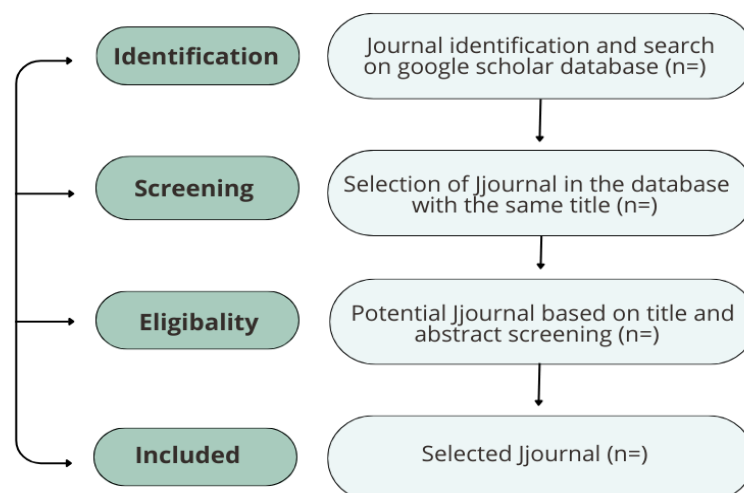 Identification
Journal identification and search
on google scholar database (n=)
Screening
Selection of Jjournal in the database
with the same title (n=)
Eligibality
Potential Jjournal based on title and
abstract screening (n=)
Included
Selected Jjournal (n=)